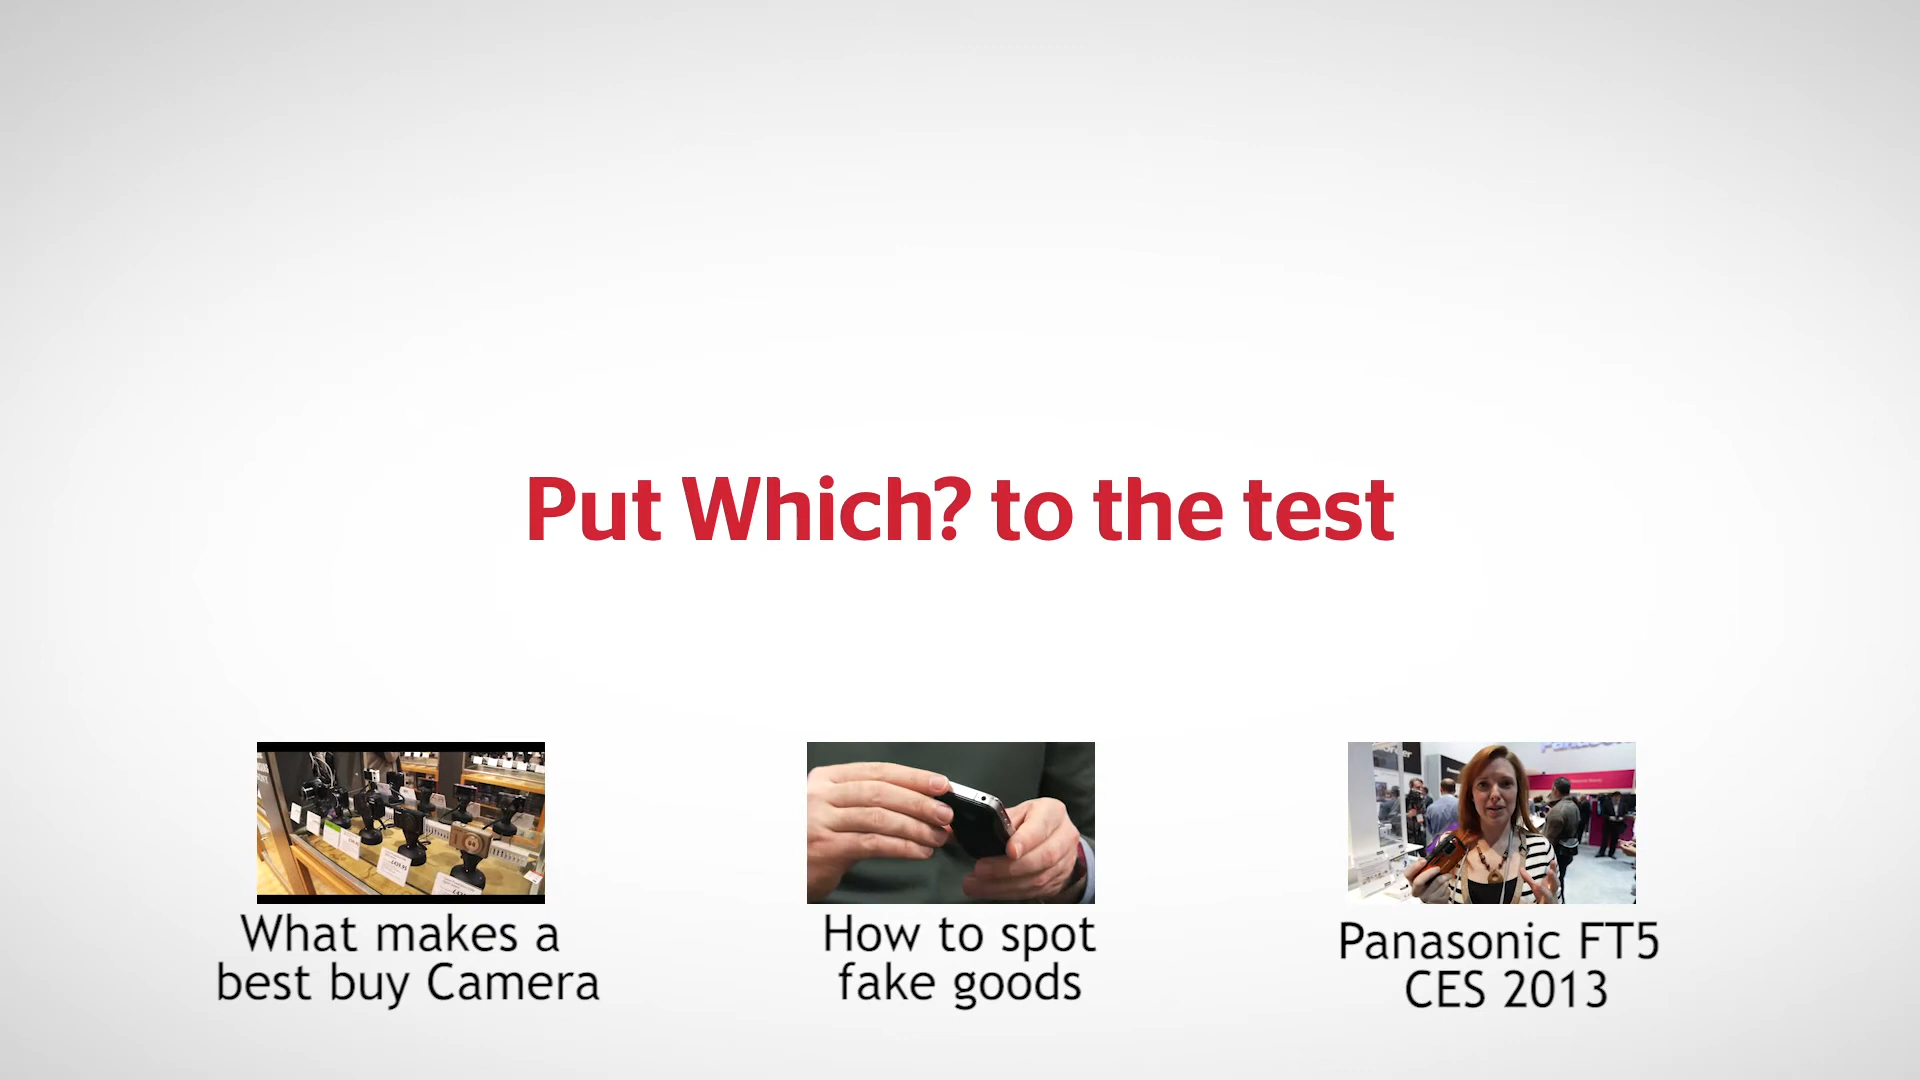 Put Which? to the test
What makes a
best buy Camera
How to spot
fake goods
Panasonic FT5
CES 2013